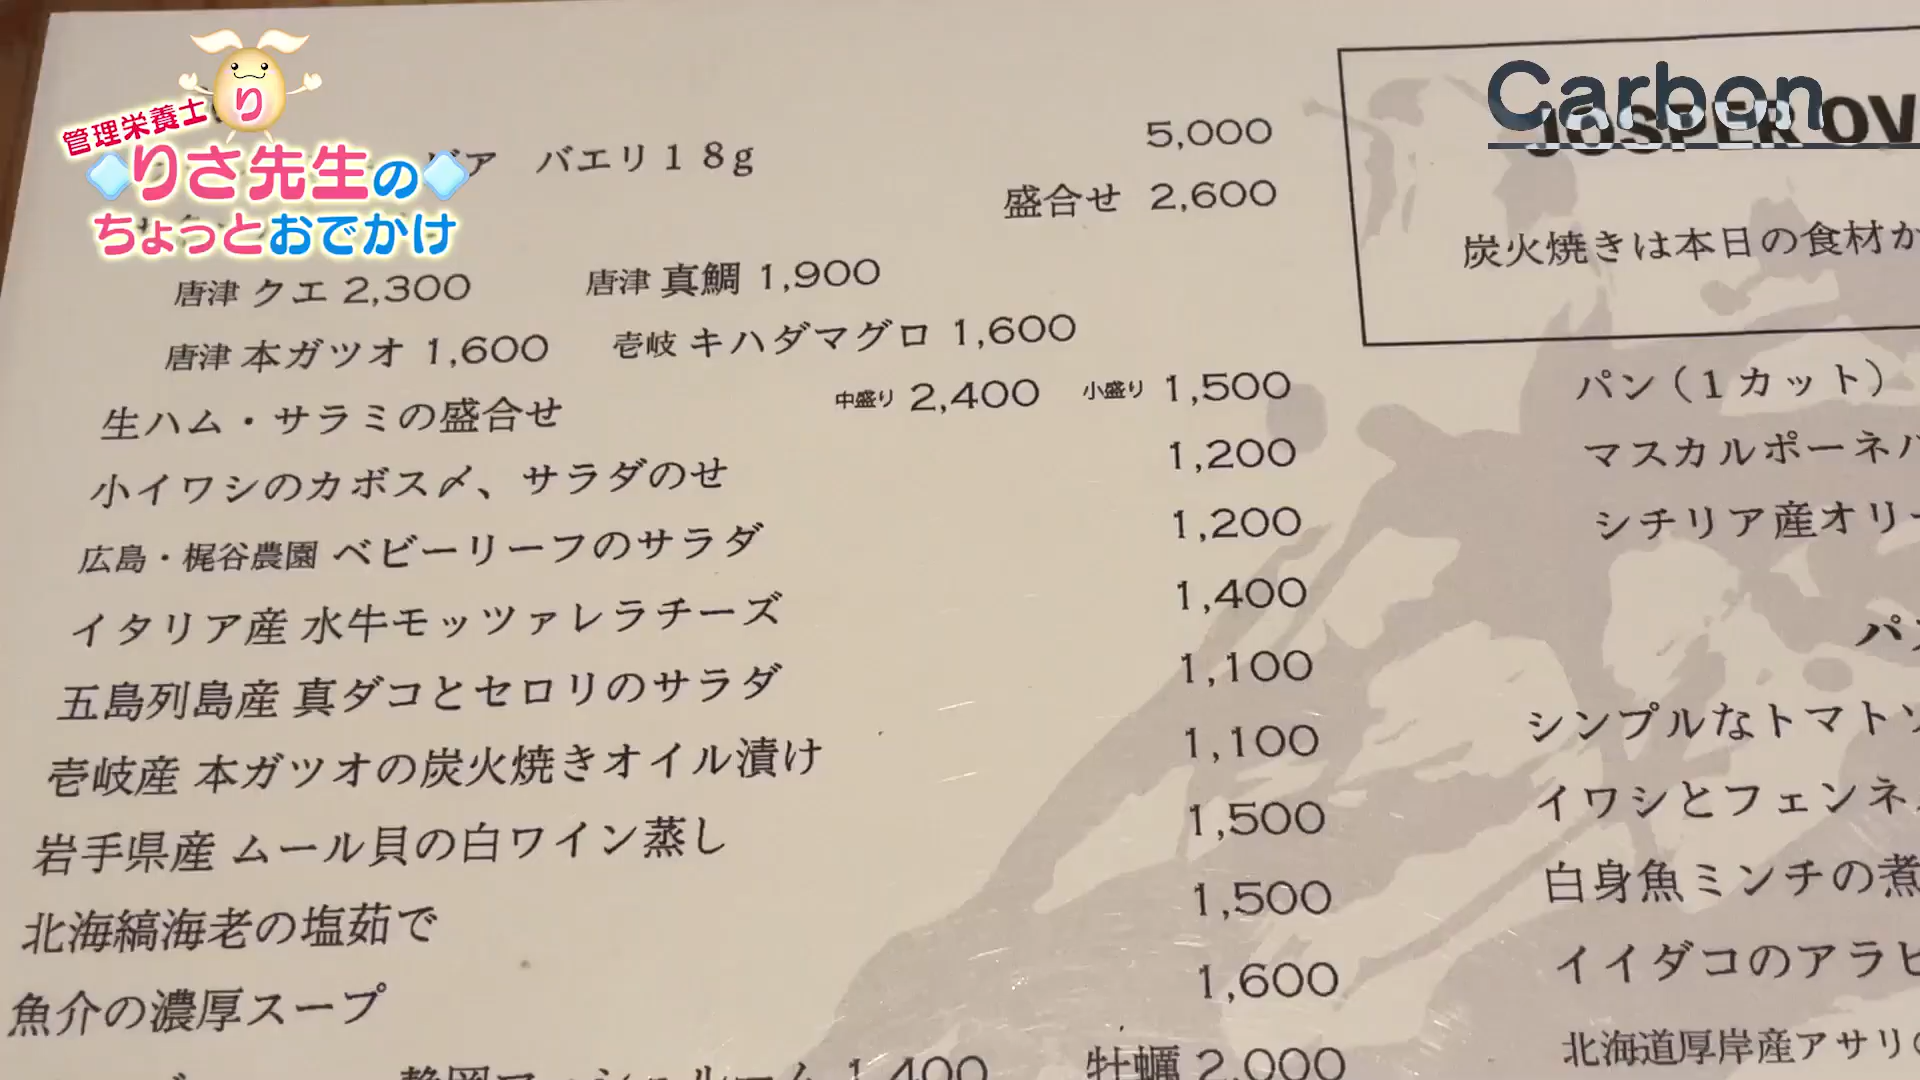 り
管理栄養士
りさ先生の
ちょっとおでかけ
Carbon
バエリ18g 5,000
盛合せ 2,600
唐津 クエ 2,300 唐津 真鯛 1,900
唐津 本ガツオ 1,600 壱岐 キハダマグロ 1,600
生ハム・サラミの盛合せ 中盛り 2,400 小盛り 1,500
小イワシのカボス〆、サラダのせ 1,200
広島・梶谷農園 ベビーリーフのサラダ 1,200
イタリア産 水牛モッツァレラチーズ 1,400
五島列島産 真ダコとセロリのサラダ 1,100
壱岐産 本ガツオの炭火焼きオイル漬け 1,100
岩手県産 ムール貝の白ワイン蒸し 1,500
北海縞海老の塩茹で 1,500
魚介の濃厚スープ 1,600
1,400 牡蠣 2,000
JOSPER OV
炭火焼きは本日の食材か
パン(1カット)
マスカルポーネ
シチリア産オリー
パ
シンプルなトマトソ
イワシとフェンネ
白身魚ミンチの煮
イイダコのアラビ
北海道厚岸産アサリの